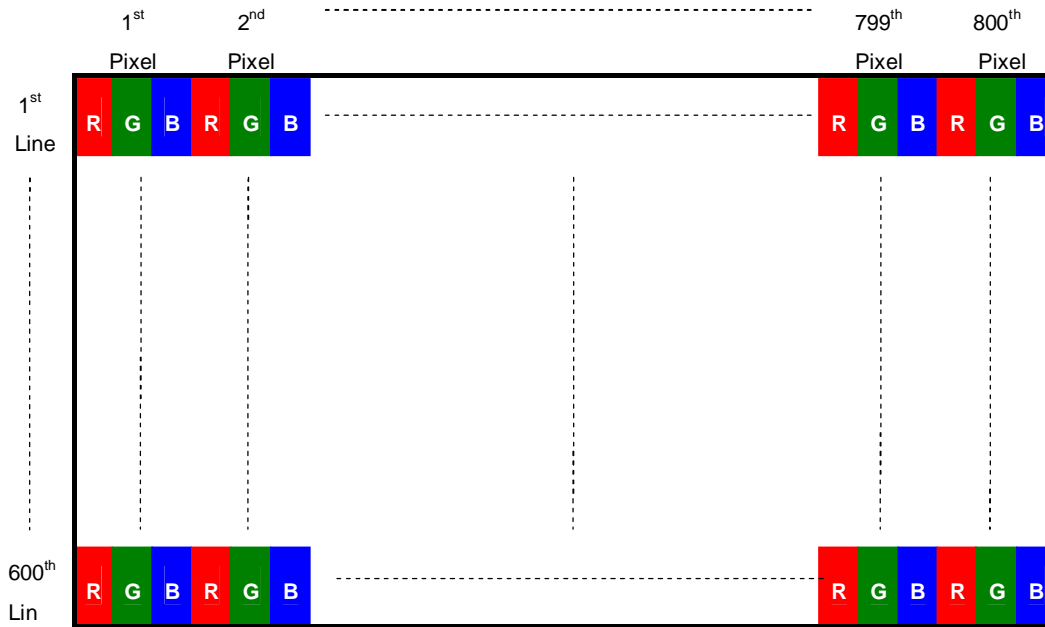 1st 2nd 799th 800th
Pixel Pixel Pixel Pixel
1st
Line
R G B R G B R G B R G B
600th
Lin
R G B R G B R G B R G B